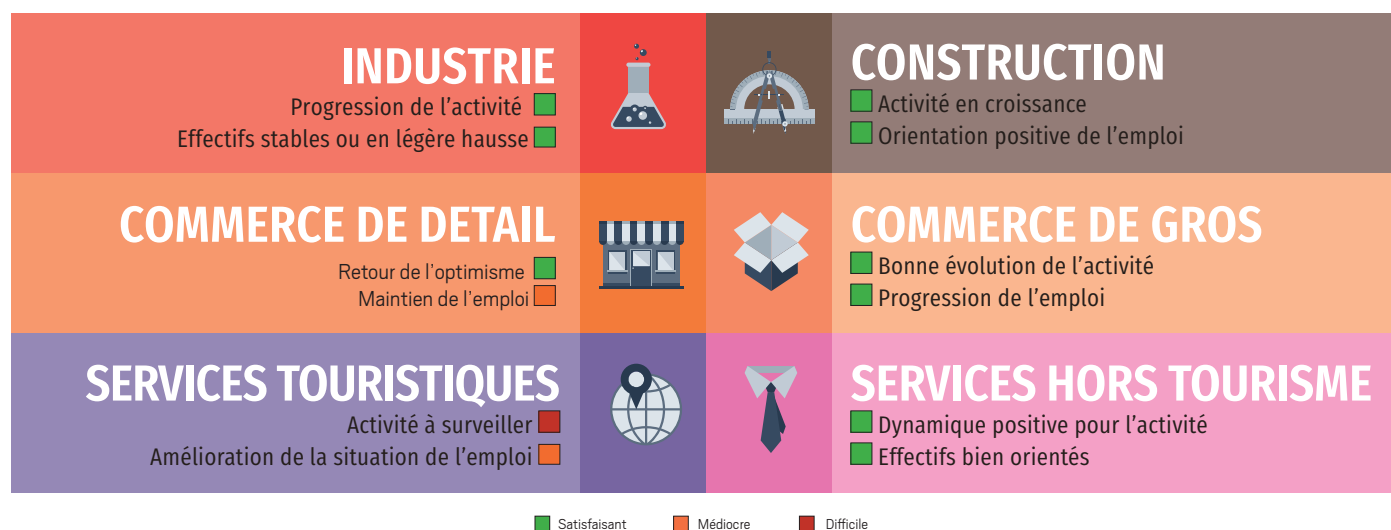 INDUSTRIE
Progression de l’activité
Effectifs stables ou en légère hausse
CONSTRUCTION
Activité en croissance
Orientation positive de l’emploi
COMMERCE DE DETAIL
Retour de l’optimisme
Maintien de l’emploi
COMMERCE DE GROS
Bonne évolution de l’activité
Progression de l’emploi
SERVICES TOURISTIQUES
Activité à surveiller
Amélioration de la situation de l’emploi
SERVICES HORS TOURISME
Dynamique positive pour l’activité
Effectifs bien orientés
Satisfaisant Médiocre Difficile